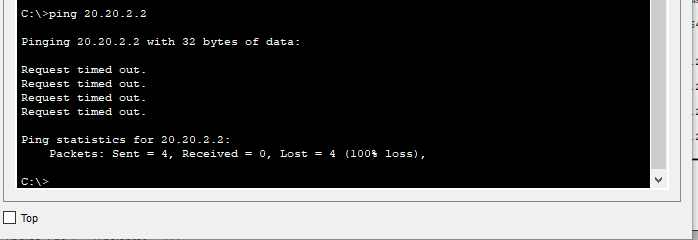 C:\>ping 20.20.2.2
Pinging 20.20.2.2 with 32 bytes of data:
Request timed out.
Request timed out.
Request timed out.
Request timed out.
Ping statistics for 20.20.2.2:
    Packets: Sent = 4, Received = 0, Lost = 4 (100% loss),
C:\>
Top